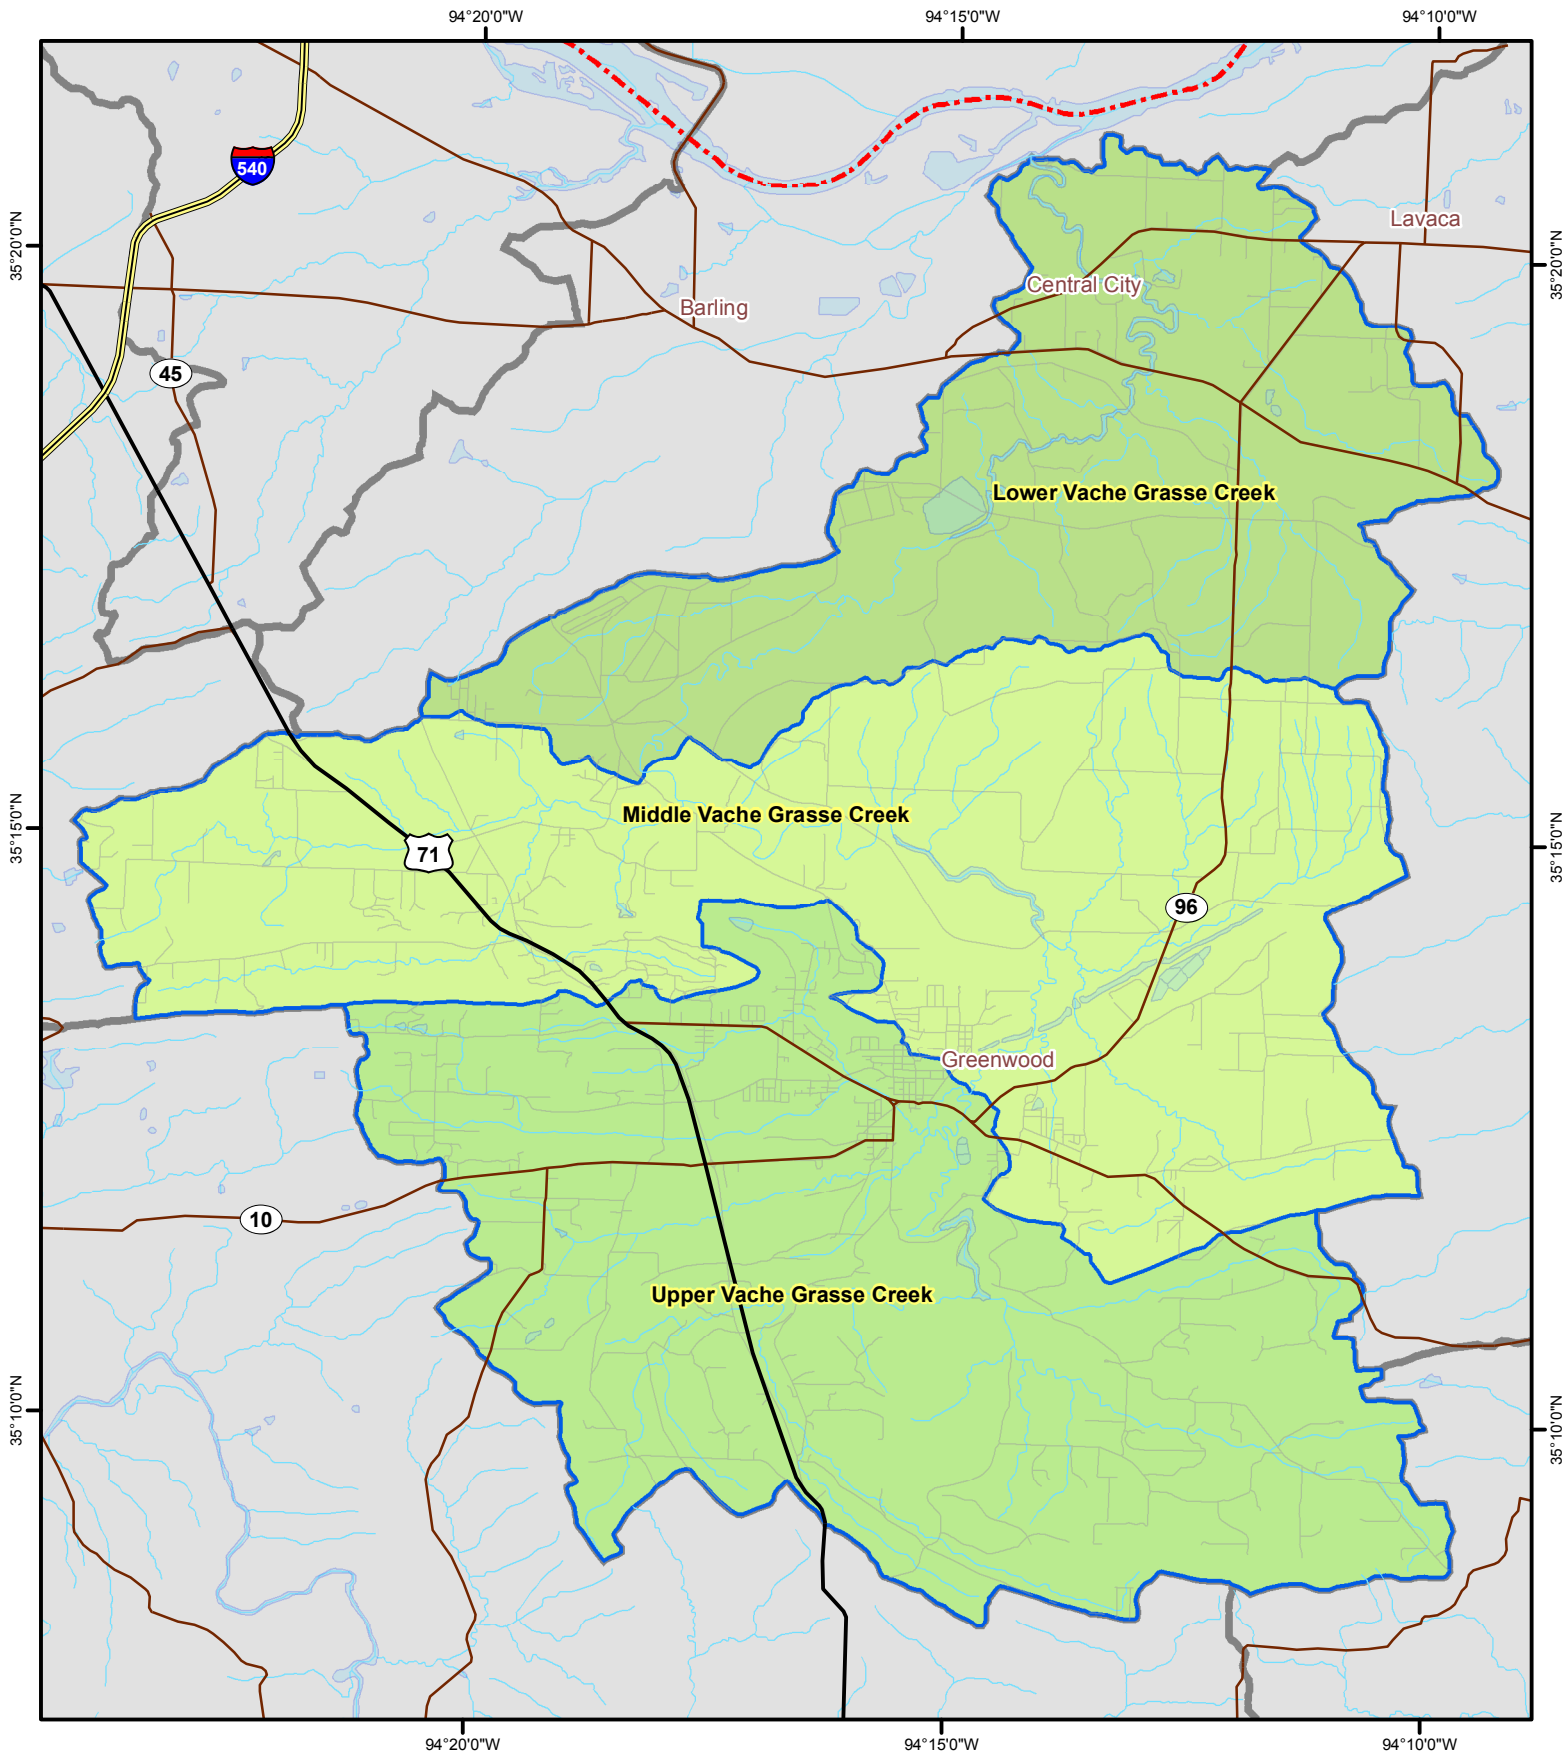 94°20'0"W
94°15'0"W
94°10'0"W
540
Lavaca
35°20'0"N
35°20'0"N
Central City
Barling
45
Lower Vache Grasse Creek
Middle Vache Grasse Creek
35°15'0"N
35°15'0"N
71
96
Greenwood
10
Upper Vache Grasse Creek
35°10'0"N
35°10'0"N
94°20'0"W
94°15'0"W
94°10'0"W